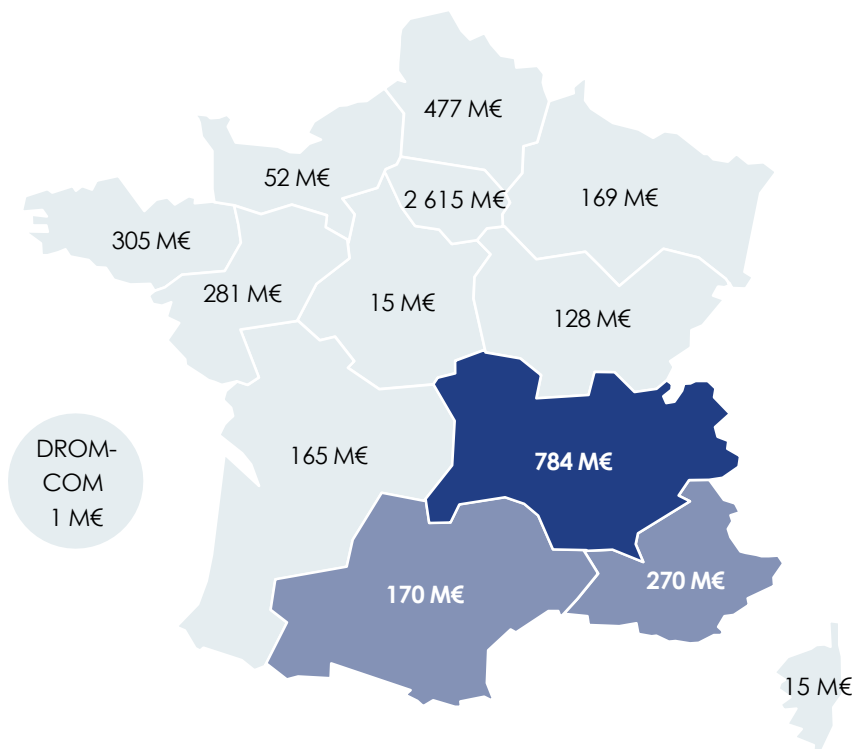 477 M€
52 M€
2 615 M€
169 M€
305 M€
281 M€
15 M€
128 M€
DROM-
COM
1 M€
165 M€
784 M€
170 M€
270 M€
15 M€